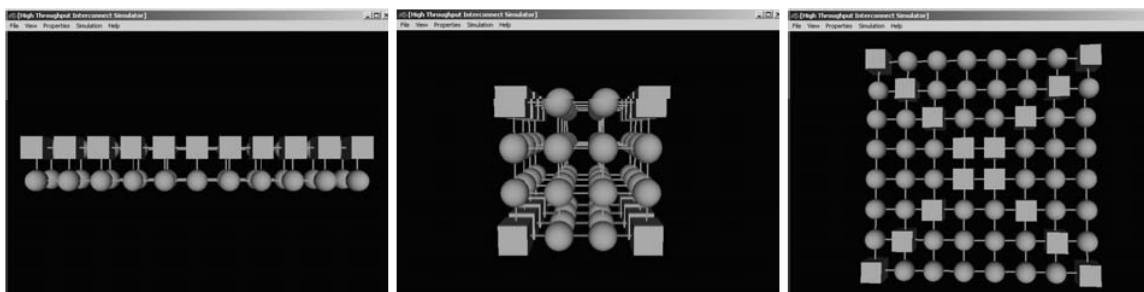 [High Throughput Interconnect Simulator]
File View Properties Simulation Help
[High Throughput Interconnect Simulator]
File View Properties Simulation Help
[High Throughput Interconnect Simulator]
File View Properties Simulation Help